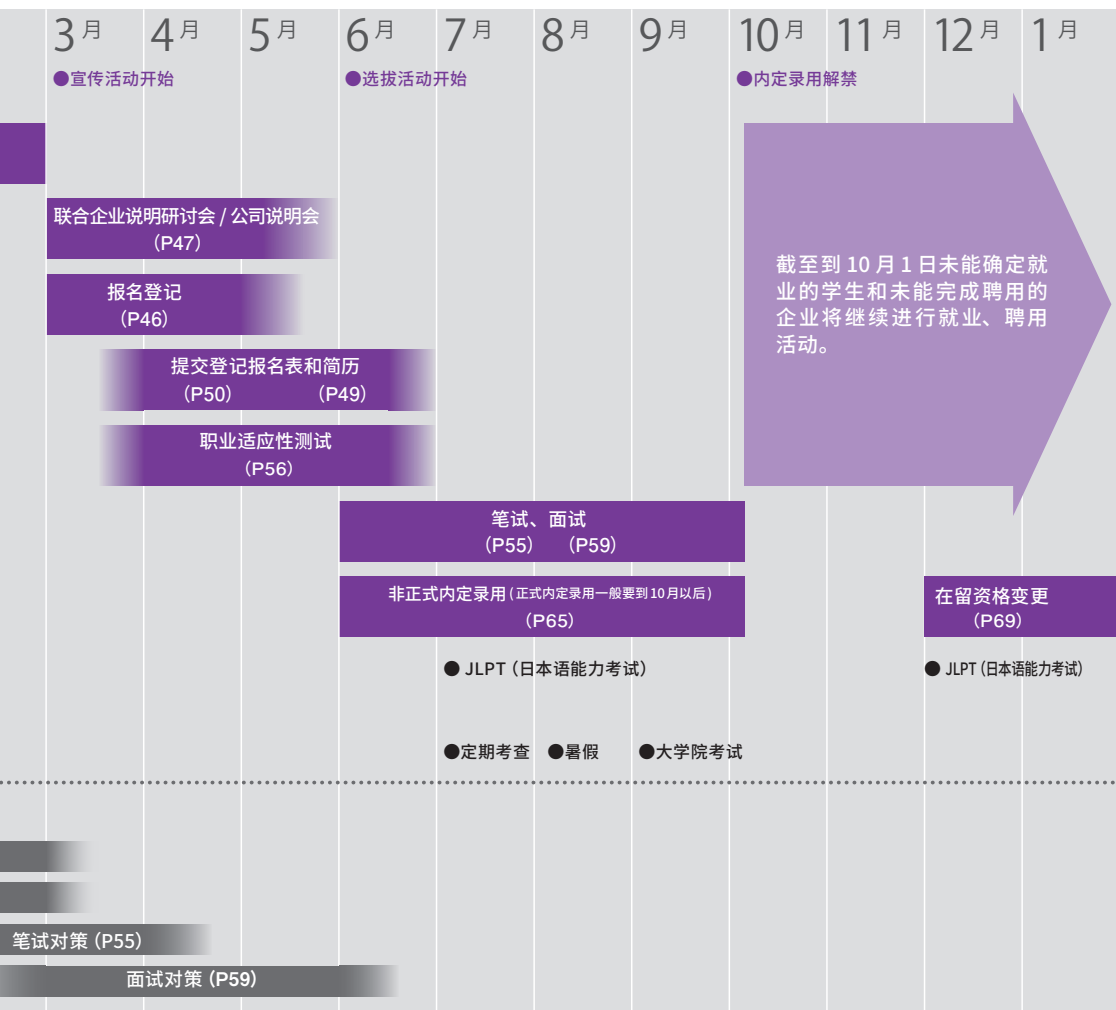 3月 4月 5月 6月 7月 8月 9月 10月 11月 12月 1月
●宣传活动开始 ●选拔活动开始 ●内定录用解禁
联合企业说明研讨会 / 公司说明会
（P47）
报名登记
（P46）
提交登记报名表和简历
（P50） （P49）
职业适应性测试
（P56）
截至到 10 月 1 日未能确定就
业的学生和未能完成聘用的
企业将继续进行就业、聘用
活动。
笔试、面试
（P55） （P59）
非正式内定录用 ( 正式内定录用一般要到 10 月以后 )
（P65）
在留资格变更
（P69）
● JLPT（日本语能力考试） ● JLPT（日本语能力考试）
●定期考查 ●暑假 ●大学院考试
笔试对策（P55）
面试对策（P59）